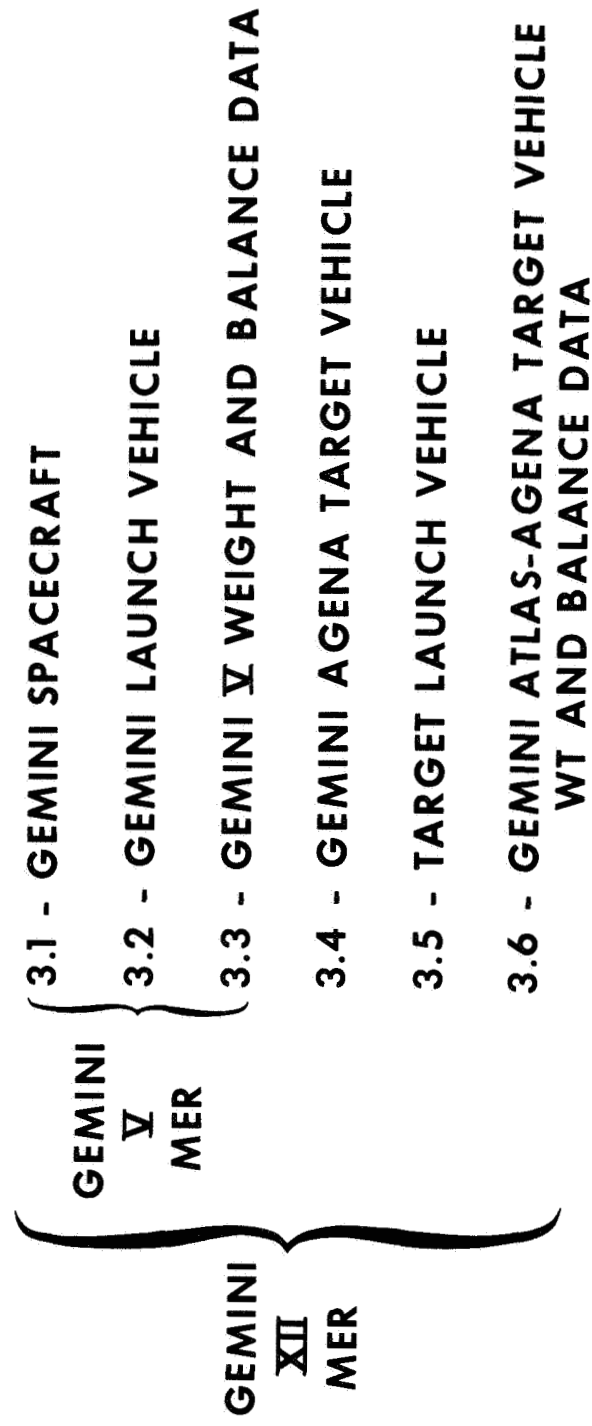 3.1 - GEMINI SPACECRAFT
3.2 - GEMINI LAUNCH VEHICLE
3.3 - GEMINI V WEIGHT AND BALANCE DATA
3.4 - GEMINI AGENA TARGET VEHICLE
3.5 - TARGET LAUNCH VEHICLE
3.6 - GEMINI ATLAS-AGENA TARGET VEHICLE
WT AND BALANCE DATA
GEMINI
V
MER
GEMINI
XII
MER